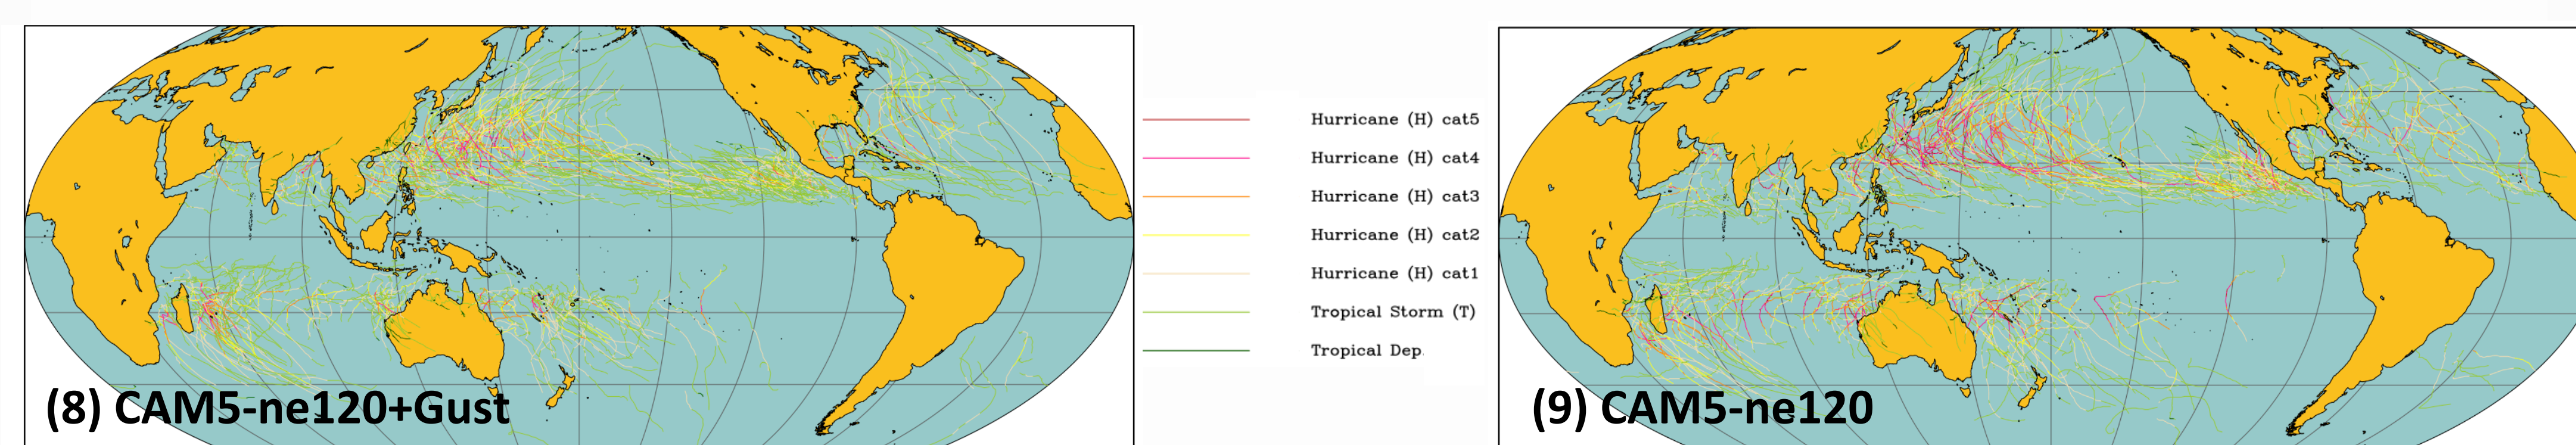 Hurricane (H) cat5
Hurricane (H) cat4
Hurricane (H) cat3
Hurricane (H) cat2
Hurricane (H) cat1
Tropical Storm (T)
Tropical Dep.
(8) CAM5-ne120+Gust
(9) CAM5-ne120